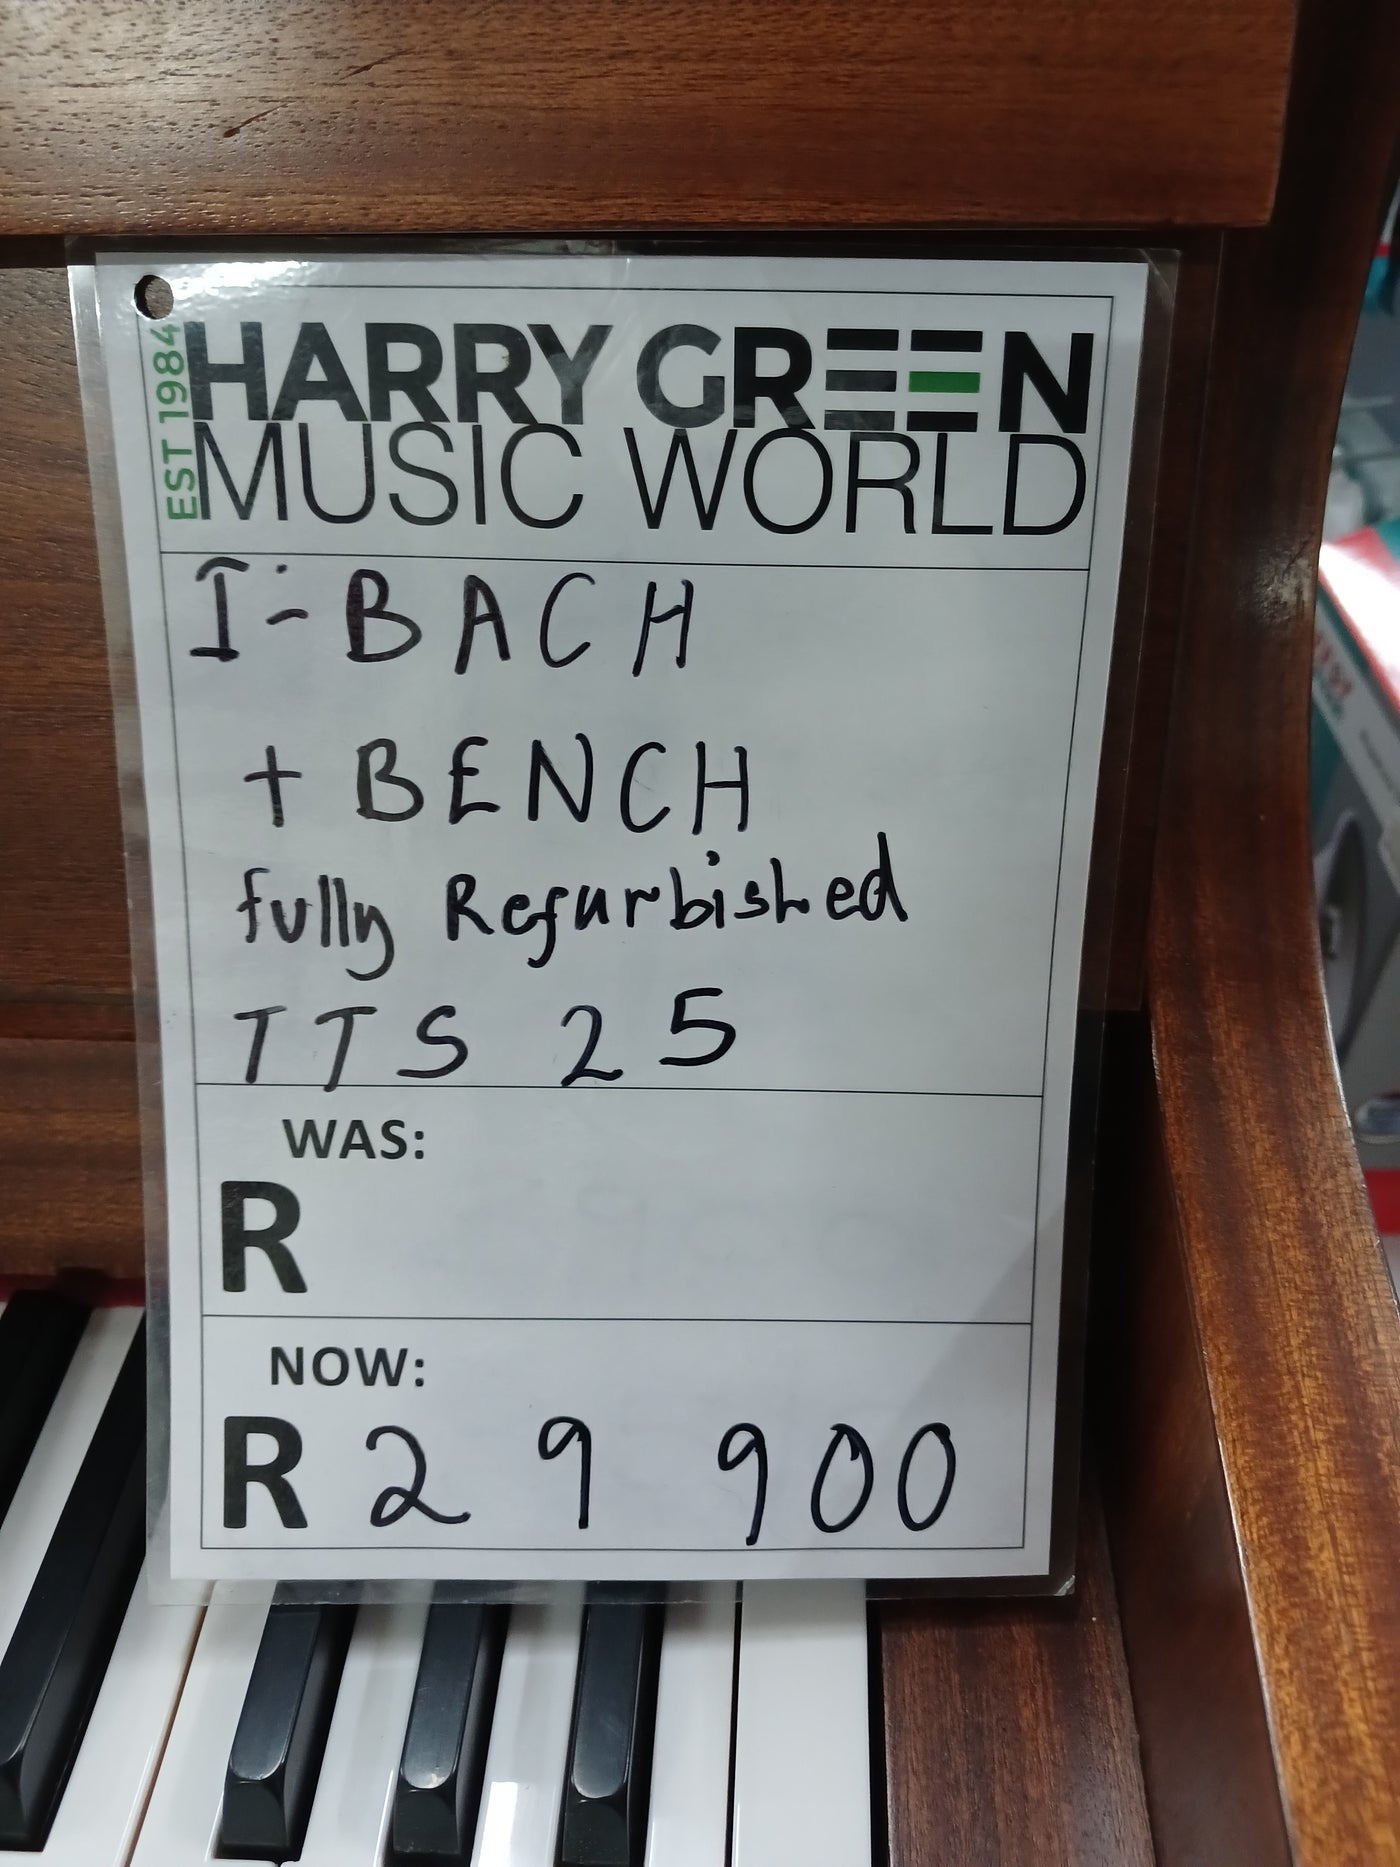 EST 1984
HARRY GREEN
MUSIC WORLD
I-BACH
+ BENCH
fully Refurbished
TTS 25
WAS:
R
NOW:
R 29 900